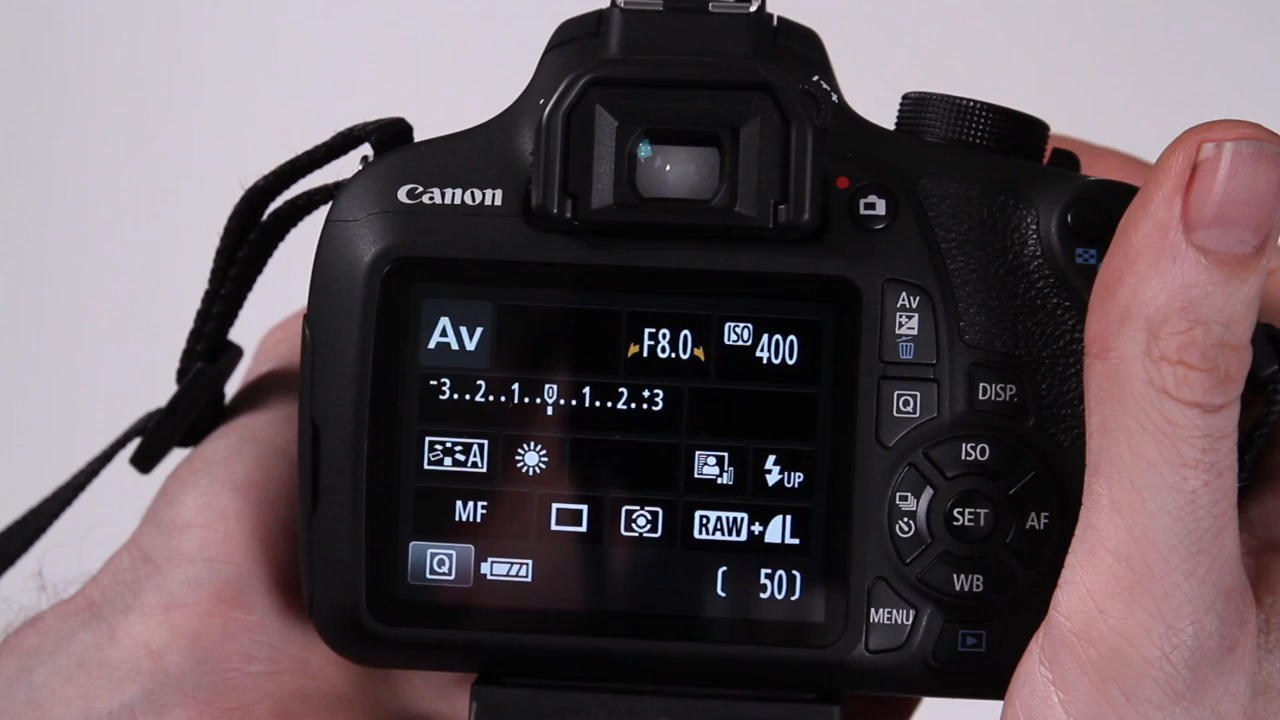 Canon
Av F8.0 ISO 400
-3..2..1..0..1..2.:+3
A UP
MF RAW+L
Q [ 50]
Av
Q DISP.
ISO
SET AF
WB
MENU